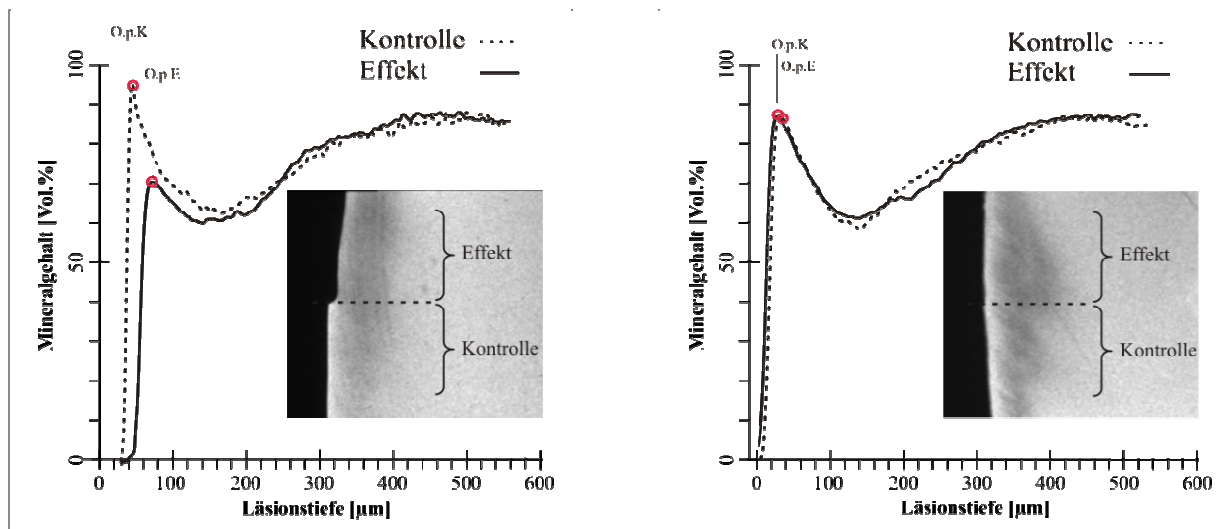 O.p.K
O.p.E
Kontrolle
Effekt
100
50
0
Mineralgehalt [Vol.%]
Effekt
Kontrolle
0 100 200 300 400 500 600
Läsionstiefe [µm]
O.p.K
O.p.E
Kontrolle
Effekt
100
50
0
Mineralgehalt [Vol.%]
Effekt
Kontrolle
0 100 200 300 400 500 600
Läsionstiefe [µm]